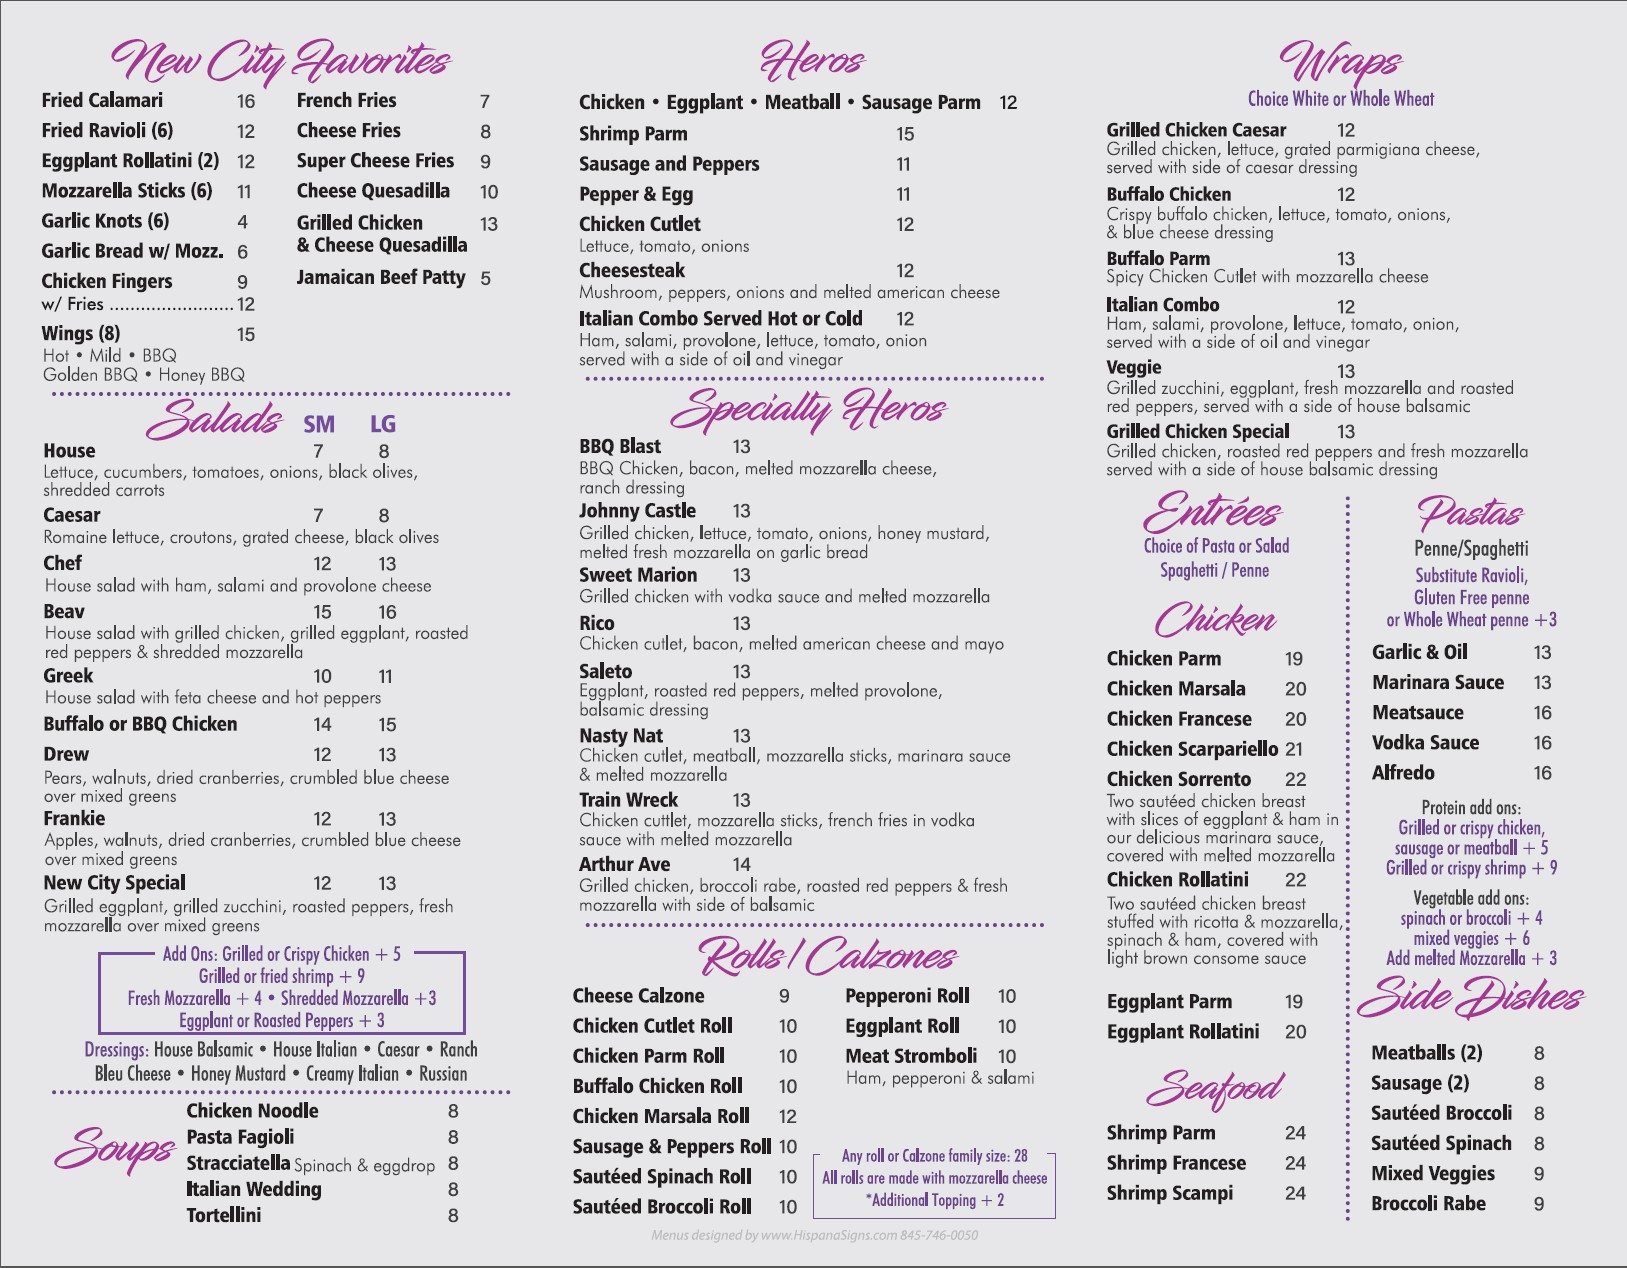 New City Favorites
Fried Calamari 16
Fried Ravioli (6) 12
Eggplant Rollatini (2) 12
Mozzarella Sticks (6) 11
Garlic Knots (6) 4
Garlic Bread w/ Mozz. 6
Chicken Fingers 9
w/ Fries ........................ 12
Wings (8) 15
Hot • Mild • BBQ
Golden BBQ • Honey BBQ
French Fries 7
Cheese Fries 8
Super Cheese Fries 9
Cheese Quesadilla 10
Grilled Chicken 13
& Cheese Quesadilla
Jamaican Beef Patty 5
Salads SM LG
House 7 8
Lettuce, cucumbers, tomatoes, onions, black olives,
shredded carrots
Caesar 7 8
Romaine lettuce, croutons, grated cheese, black olives
Chef 12 13
House salad with ham, salami and provolone cheese
Beav 15 16
House salad with grilled chicken, grilled eggplant, roasted
red peppers & shredded mozzarella
Greek 10 11
House salad with feta cheese and hot peppers
Buffalo or BBQ Chicken 14 15
Drew 12 13
Pears, walnuts, dried cranberries, crumbled blue cheese
over mixed greens
Frankie 12 13
Apples, walnuts, dried cranberries, crumbled blue cheese
over mixed greens
New City Special 12 13
Grilled eggplant, grilled zucchini, roasted peppers, fresh
mozzarella over mixed greens
Add Ons: Grilled or Crispy Chicken + 5
Grilled or fried shrimp + 9
Fresh Mozzarella + 4 • Shredded Mozzarella +3
Eggplant or Roasted Peppers + 3
Dressings: House Balsamic • House Italian • Caesar • Ranch
Bleu Cheese • Honey Mustard • Creamy Italian • Russian
Soups
Chicken Noodle 8
Pasta Fagioli 8
Stracciatella Spinach & eggdrop 8
Italian Wedding 8
Tortellini 8
Heros
Chicken • Eggplant • Meatball • Sausage Parm 12
Shrimp Parm 15
Sausage and Peppers 11
Pepper & Egg 11
Chicken Cutlet 12
Lettuce, tomato, onions
Cheesesteak 12
Mushroom, peppers, onions and melted american cheese
Italian Combo Served Hot or Cold 12
Ham, salami, provolone, lettuce, tomato, onion
served with a side of oil and vinegar
Specialty Heros
BBQ Blast 13
BBQ Chicken, bacon, melted mozzarella cheese,
ranch dressing
Johnny Castle 13
Grilled chicken, lettuce, tomato, onions, honey mustard,
melted fresh mozzarella on garlic bread
Sweet Marion 13
Grilled chicken with vodka sauce and melted mozzarella
Rico 13
Chicken cutlet, bacon, melted american cheese and mayo
Saleto 13
Eggplant, roasted red peppers, melted provolone,
balsamic dressing
Nasty Nat 13
Chicken cutlet, meatball, mozzarella sticks, marinara sauce
& melted mozzarella
Train Wreck 13
Chicken cuttlet, mozzarella sticks, french fries in vodka
sauce with melted mozzarella
Arthur Ave 14
Grilled chicken, broccoli rabe, roasted red peppers & fresh
mozzarella with side of balsamic
Rolls / Calzones
Cheese Calzone 9
Chicken Cutlet Roll 10
Chicken Parm Roll 10
Buffalo Chicken Roll 10
Chicken Marsala Roll 12
Sausage & Peppers Roll 10
Sautéed Spinach Roll 10
Sautéed Broccoli Roll 10
Pepperoni Roll 10
Eggplant Roll 10
Meat Stromboli 10
Ham, pepperoni & salami
Any roll or Calzone family size: 28
All rolls are made with mozzarella cheese
*Additional Topping + 2
Menus designed by www.HispanaSigns.com 845-746-0050
Wraps
Choice White or Whole Wheat
Grilled Chicken Caesar 12
Grilled chicken, lettuce, grated parmigiana cheese,
served with side of caesar dressing
Buffalo Chicken 12
Crispy buffalo chicken, lettuce, tomato, onions,
& blue cheese dressing
Buffalo Parm 13
Spicy Chicken Cutlet with mozzarella cheese
Italian Combo 12
Ham, salami, provolone, lettuce, tomato, onion,
served with a side of oil and vinegar
Veggie 13
Grilled zucchini, eggplant, fresh mozzarella and roasted
red peppers, served with a side of house balsamic
Grilled Chicken Special 13
Grilled chicken, roasted red peppers and fresh mozzarella
served with a side of house balsamic dressing
Entrées
Choice of Pasta or Salad
Spaghetti / Penne
Chicken
Chicken Parm 19
Chicken Marsala 20
Chicken Francese 20
Chicken Scarpariello 21
Chicken Sorrento 22
Two sautéed chicken breast
with slices of eggplant & ham in
our delicious marinara sauce,
covered with melted mozzarella
Chicken Rollatini 22
Two sautéed chicken breast
stuffed with ricotta & mozzarella,
spinach & ham, covered with
light brown consome sauce
Eggplant Parm 19
Eggplant Rollatini 20
Seafood
Shrimp Parm 24
Shrimp Francese 24
Shrimp Scampi 24
Pastas
Penne/Spaghetti
Substitute Ravioli,
Gluten Free penne
or Whole Wheat penne +3
Garlic & Oil 13
Marinara Sauce 13
Meatsauce 16
Vodka Sauce 16
Alfredo 16
Protein add ons:
Grilled or crispy chicken,
sausage or meatball + 5
Grilled or crispy shrimp + 9
Vegetable add ons:
spinach or broccoli + 4
mixed veggies + 6
Add melted Mozzarella + 3
Side Dishes
Meatballs (2) 8
Sausage (2) 8
Sautéed Broccoli 8
Sautéed Spinach 8
Mixed Veggies 9
Broccoli Rabe 9